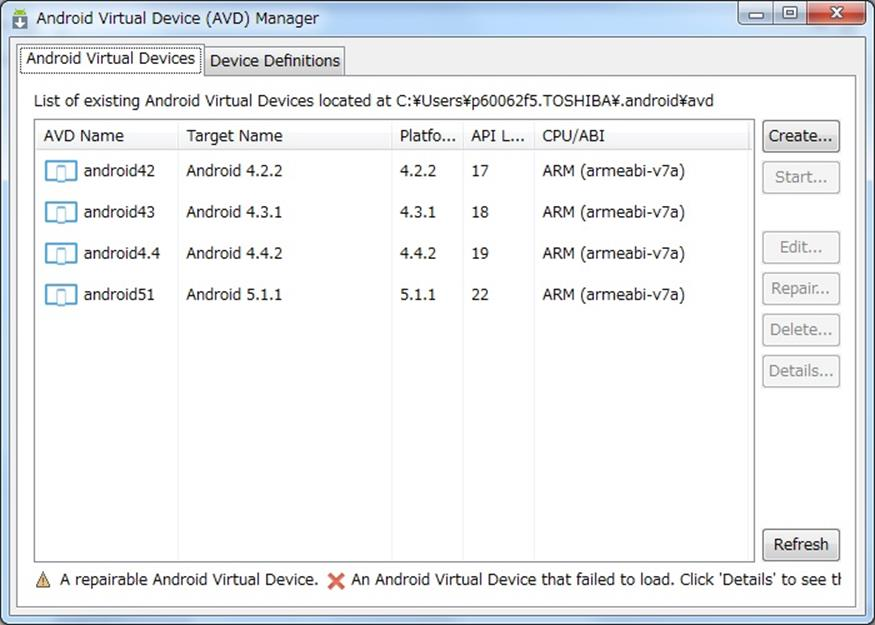 Android Virtual Device (AVD) Manager
Android Virtual Devices Device Definitions
List of existing Android Virtual Devices located at C:¥Users¥p60062f5.TOSHIBA¥.android¥avd
AVD Name Target Name Platfo... API L... CPU/ABI Create...
android42 Android 4.2.2 4.2.2 17 ARM (armeabi-v7a) Start...
android43 Android 4.3.1 4.3.1 18 ARM (armeabi-v7a)
android4.4 Android 4.4.2 4.4.2 19 ARM (armeabi-v7a) Edit...
android51 Android 5.1.1 5.1.1 22 ARM (armeabi-v7a) Repair...
Delete...
Details...
Refresh
A repairable Android Virtual Device. An Android Virtual Device that failed to load. Click 'Details' to see